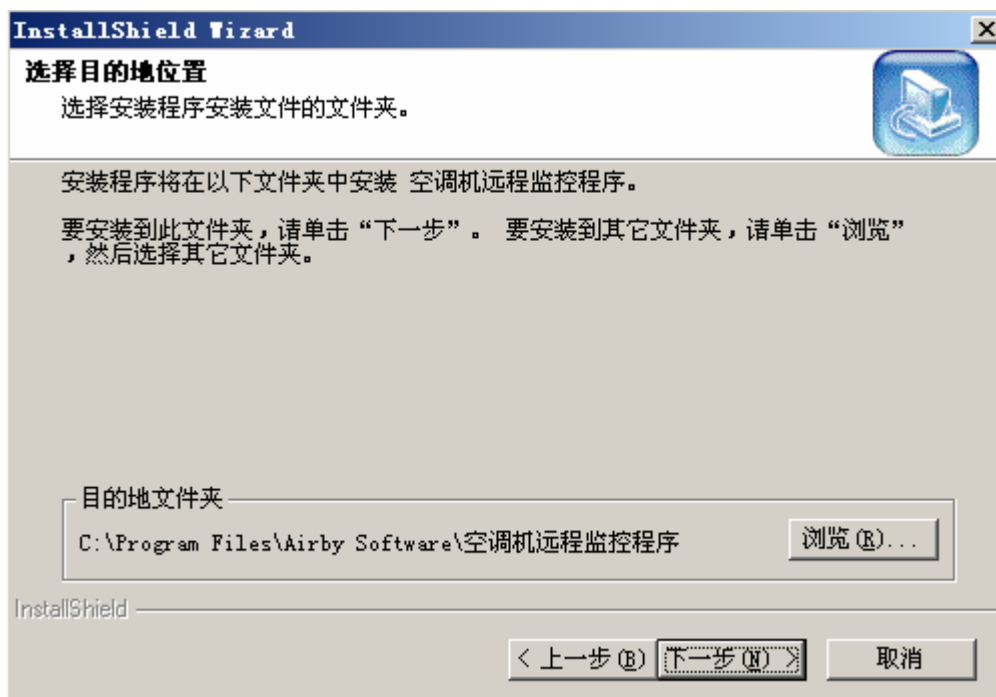 InstallShield Wizard
选择目的地位置
选择安装程序安装文件的文件夹。
安装程序将在以下文件夹中安装 空调机远程监控程序。
要安装到此文件夹，请单击“下一步”。 要安装到其它文件夹，请单击“浏览”
，然后选择其它文件夹。
目的地文件夹
C:\Program Files\Airby Software\空调机远程监控程序
浏览(R)...
InstallShield
< 上一步(B) 下一步(N) > 取消